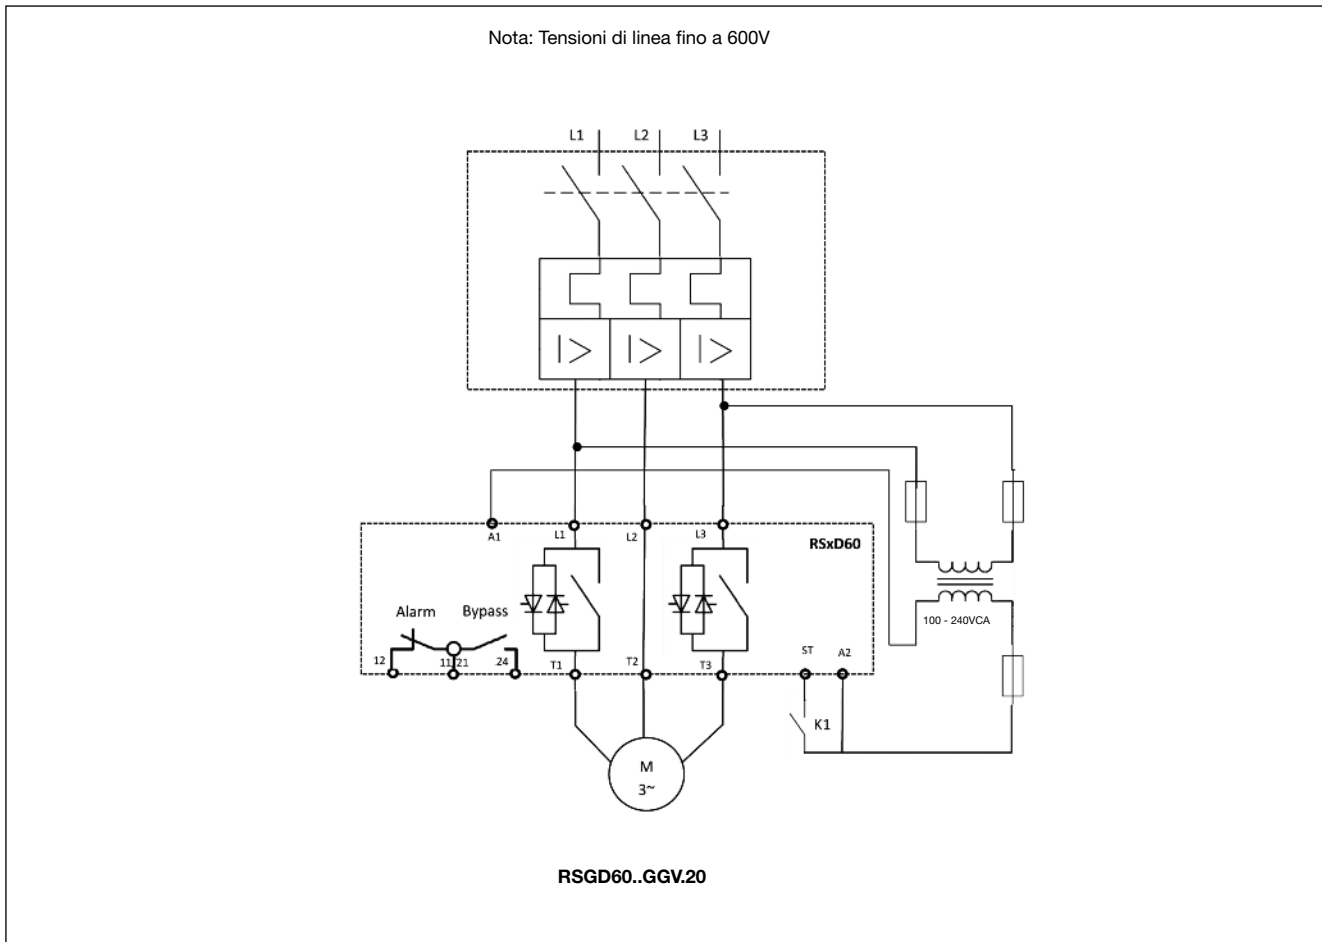 Nota: Tensioni di linea fino a 600V
L1 L2 L3
I> I> I>
A1 L1 L2 L3 RSxD60
Alarm Bypass
100 - 240VCA
12 11 21 24 T1 T2 T3 ST A2
K1
M
3~
RSGD60..GGV.20